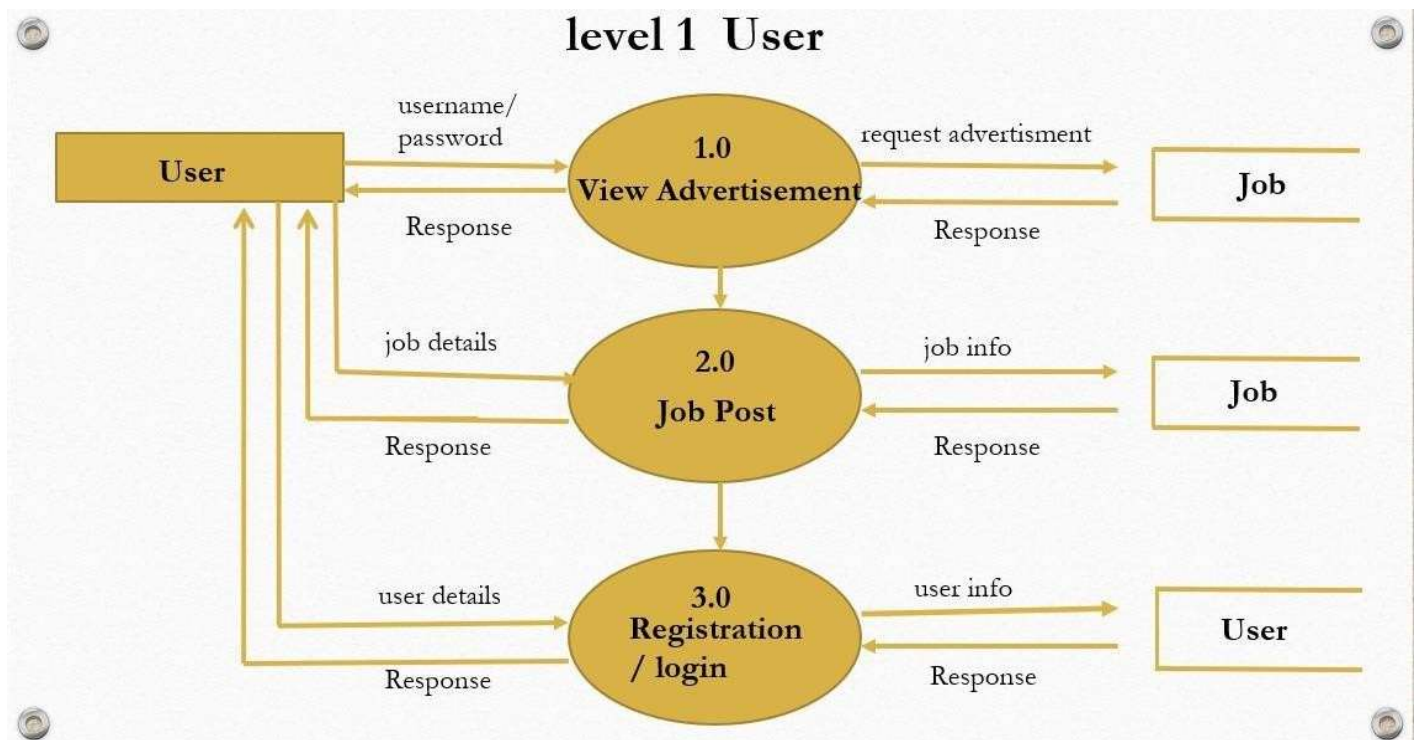 level 1 User
username/
password
User
Response
1.0
View Advertisement
request advertisment
Response
Job
job details
Response
2.0
Job Post
job info
Response
Job
user details
Response
3.0
Registration
/ login
user info
Response
User